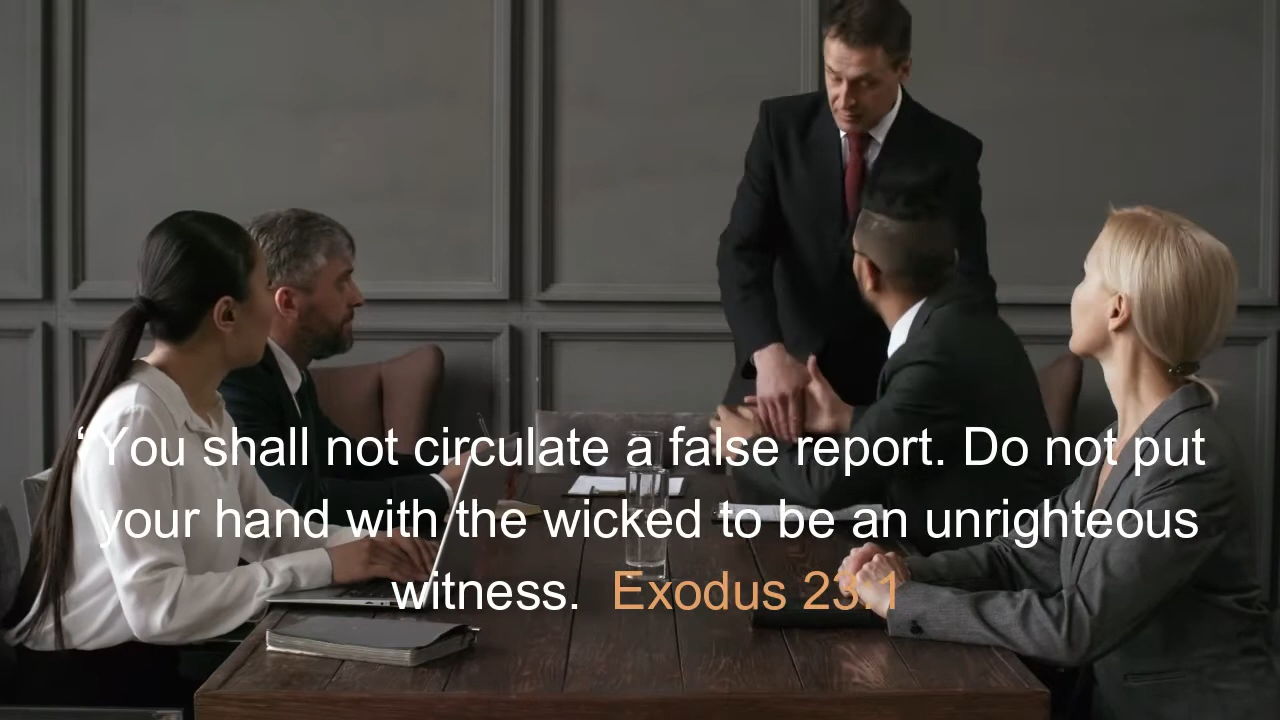 “You shall not circulate a false report. Do not put
your hand with the wicked to be an unrighteous
witness.  Exodus 23:1